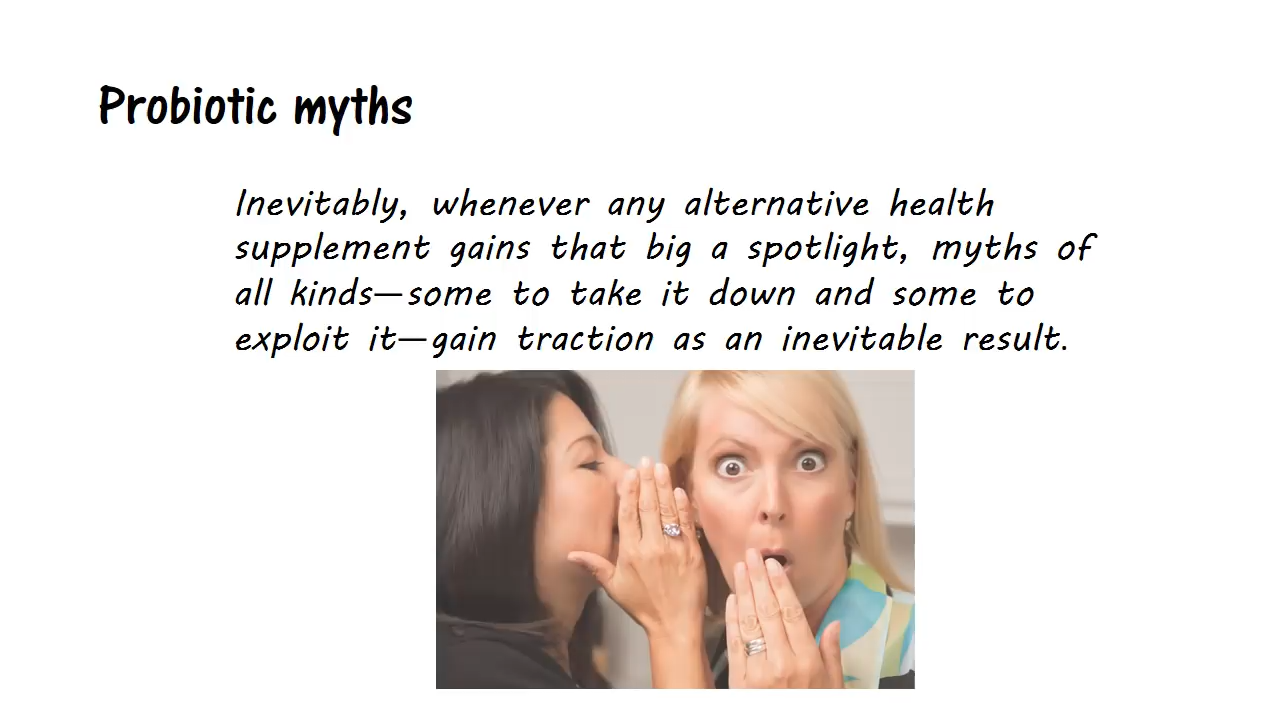 Probiotic myths
Inevitably, whenever any alternative health
supplement gains that big a spotlight, myths of
all kinds—some to take it down and some to
exploit it—gain traction as an inevitable result.